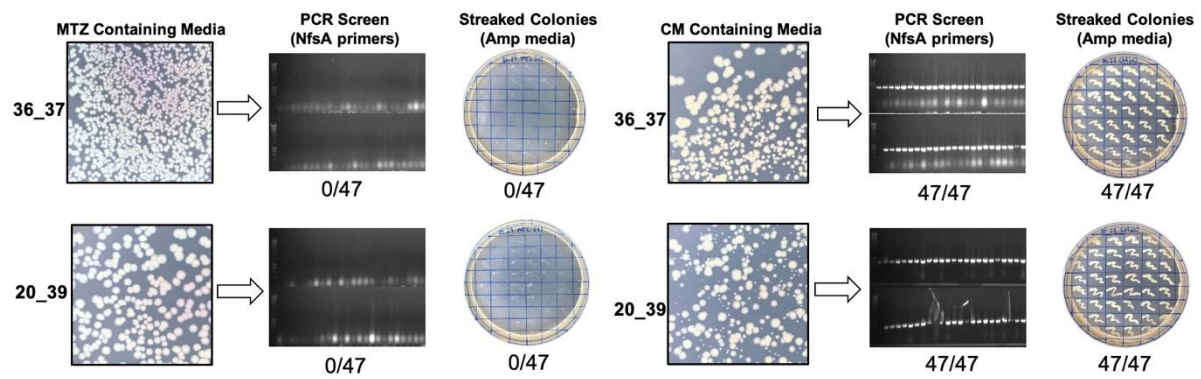 MTZ Containing Media
PCR Screen
(NfsA primers)
Streaked Colonies
(Amp media)
CM Containing Media
PCR Screen
(NfsA primers)
Streaked Colonies
(Amp media)
36_37
0/47
0/47
36_37
47/47
47/47
20_39
0/47
0/47
20_39
47/47
47/47